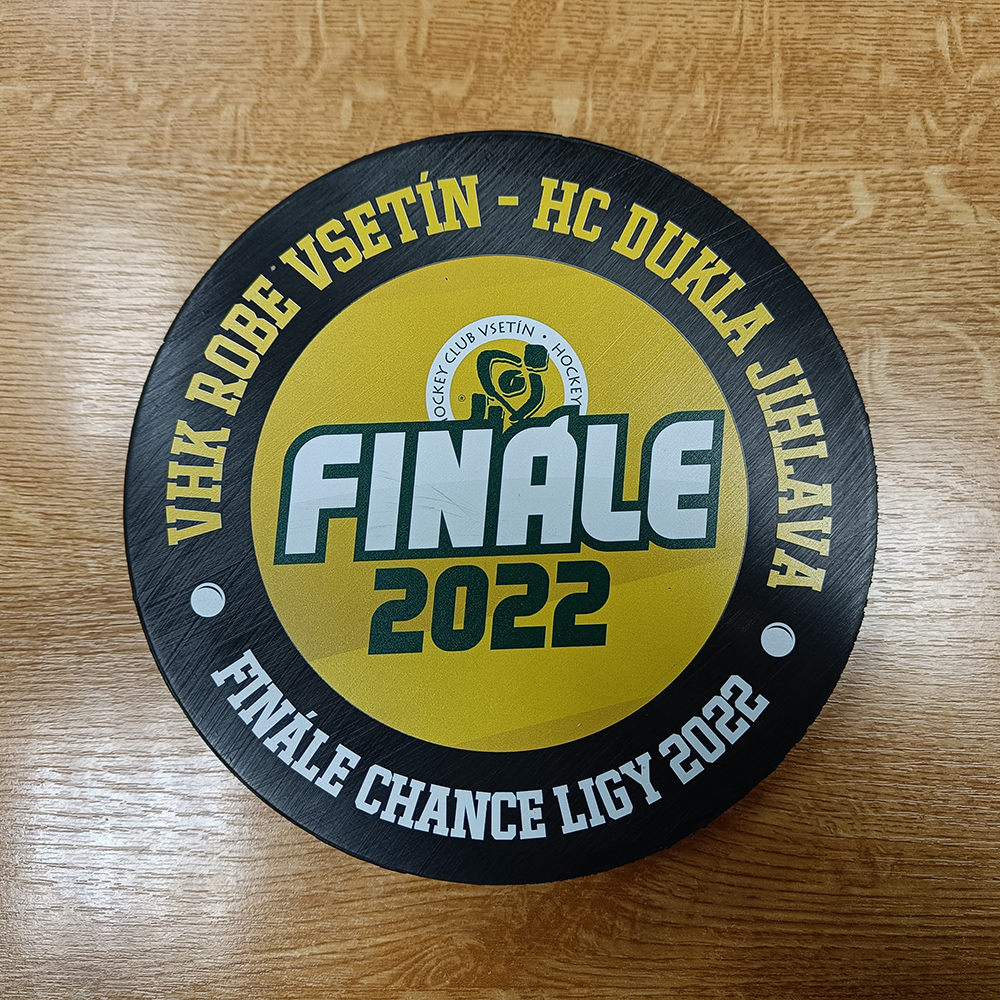 VHK ROBE VSETÍN - HC DUKLA JIHLAVA
HOCKEY CLUB VSETÍN • HOCKEY
FINÁLE
2022
FINÁLE CHANCE LIGY 2022